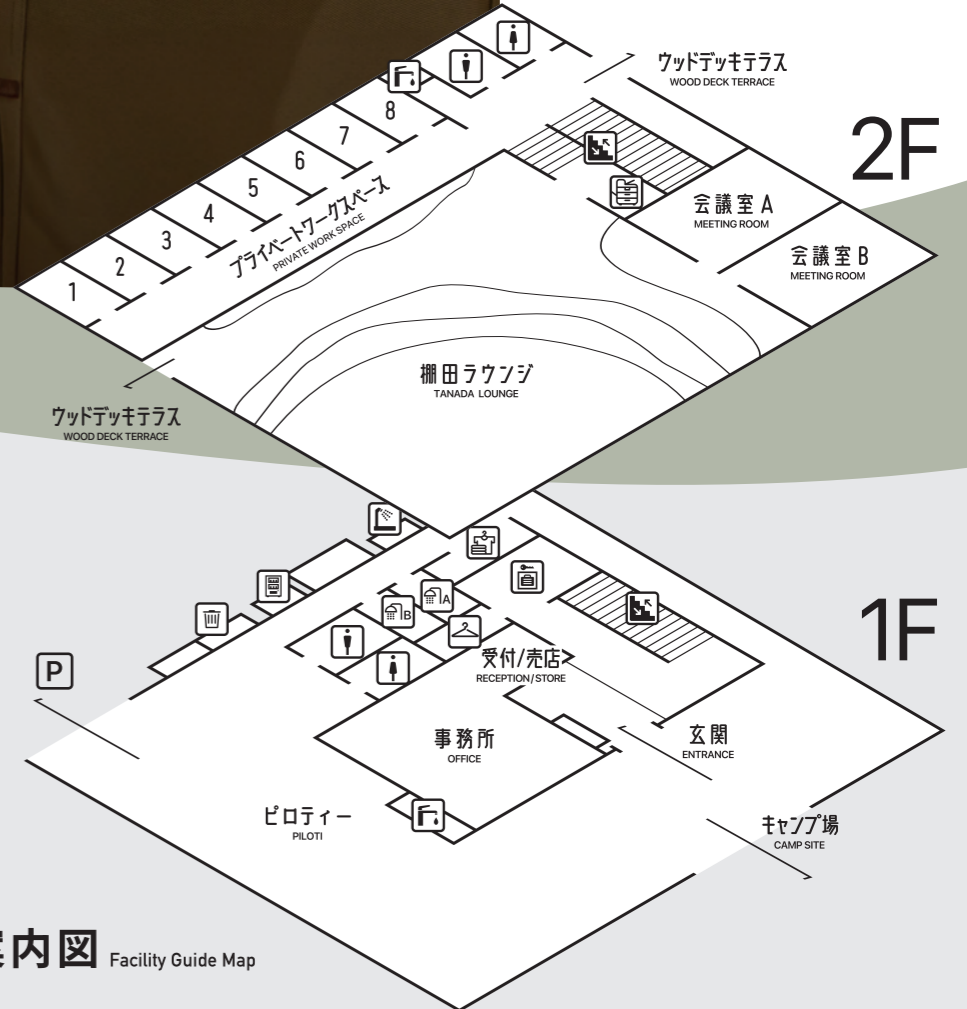 ウッドデッキテラス
WOOD DECK TERRACE
2F
8
7
6
5
4
3
2
1
プライベートワークスペース
PRIVATE WORK SPACE
会議室 A
MEETING ROOM
会議室 B
MEETING ROOM
棚田ラウンジ
TANADA LOUNGE
ウッドデッキテラス
WOOD DECK TERRACE
1F
A
B
P
受付/売店
RECEPTION/STORE
事務所
OFFICE
玄関
ENTRANCE
ピロティー
PILOTI
キャンプ場
CAMP SITE
内図 Facility Guide Map